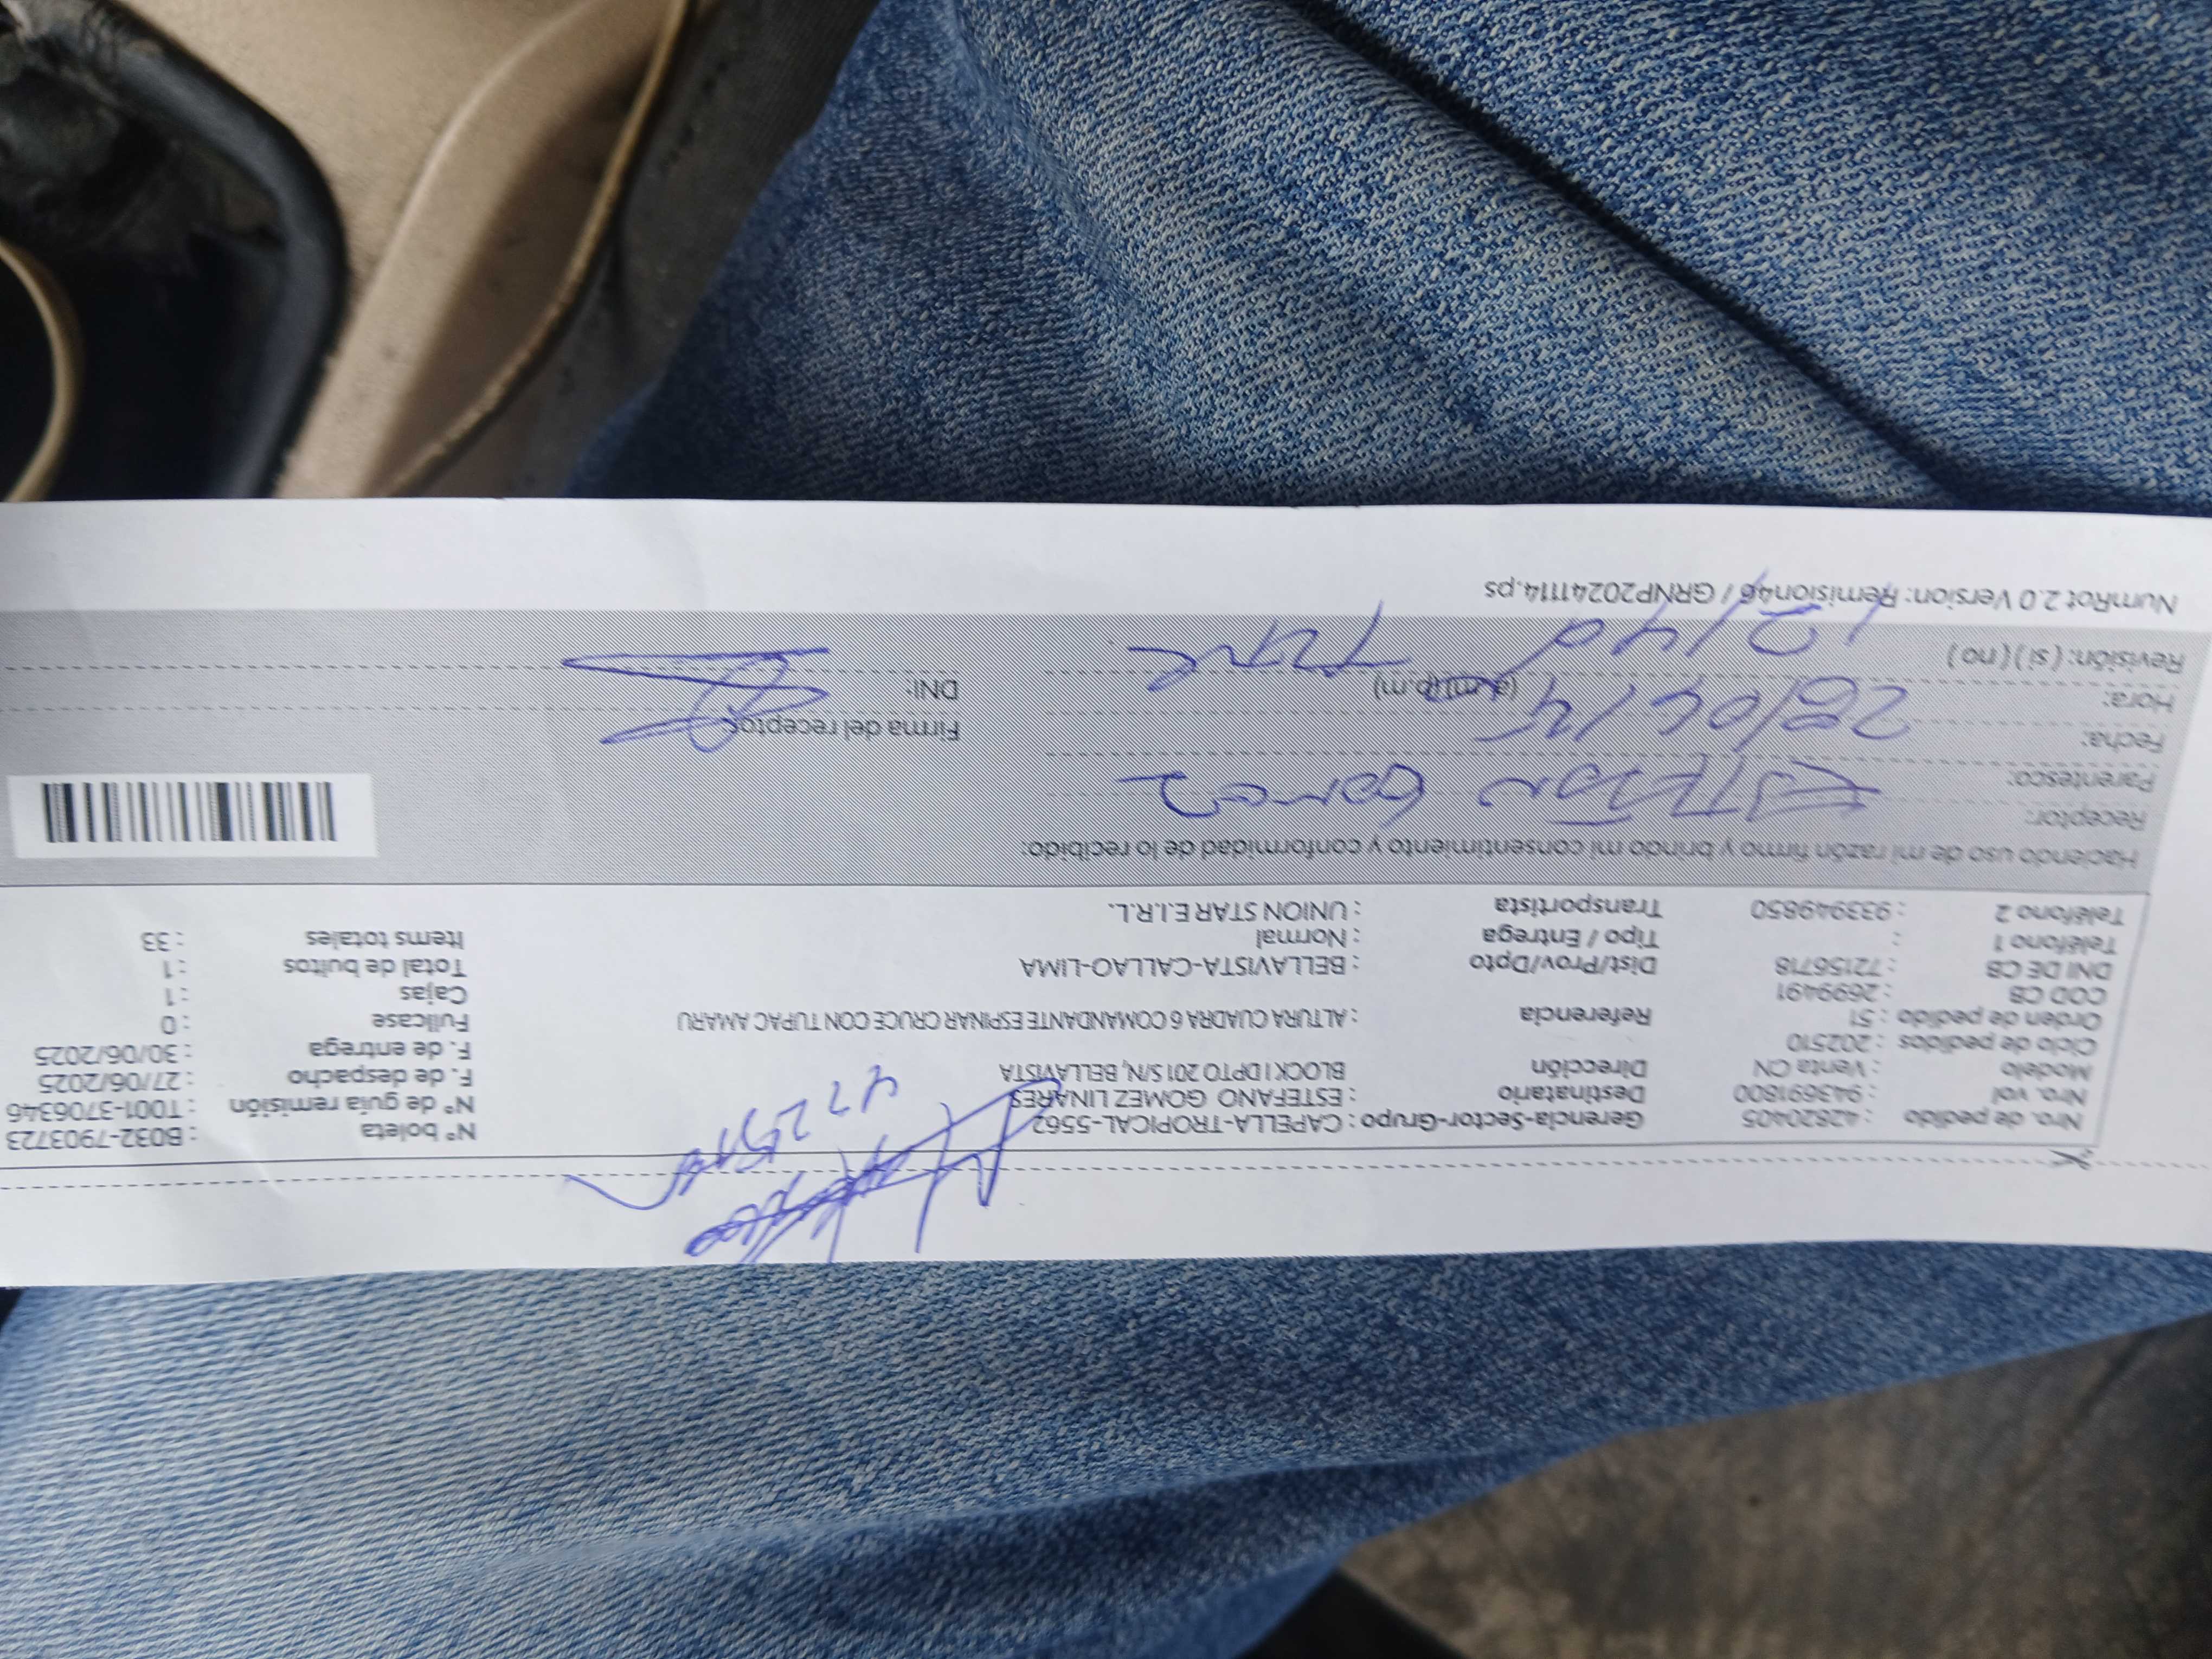 Nro. de pedido : 42820405 Gerencia-Sector-Grupo : CAPELLA-TROPICAL-5562 N° boleta : B032-7903723
Nro. vol : 943691800 Destinatario : ESTEFANO GOMEZ LINARES N° de guía remisión : T001-3706346
Modelo : Venta CN Dirección BLOCK I DPTO 201 S/N, BELLAVISTA F. de despacho : 27/06/2025
Ciclo de pedidos : 202510 F. de entrega : 30/06/2025
Orden de pedido : 51 Referencia : ALTURA CUADRA 6 COMANDANTE ESPINAR CRUCE CON TUPAC AMARU Fullcase : 0
COD CB : 2699491 Cajas : 1
DNI DE CB : 72156718 Dist/Prov/Dpto : BELLAVISTA-CALLAO-LIMA Total de bultos : 1
Teléfono 1 : Tipo / Entrega : Normal Items totales : 33
Teléfono 2 : 933949850 Transportista : UNION STAR E.I.R.L.
Haciendo uso de mi razón firmo y brindo mi consentimiento y conformidad de lo recibido:
Receptor:
Parentesco: Gomez
Fecha: Firma del receptor:
Hora: (a.m)(p.m) DNI:
Revisión: ( si ) ( no )
NumRot 2.0 Version: Remision46 / GRNP20241114.ps